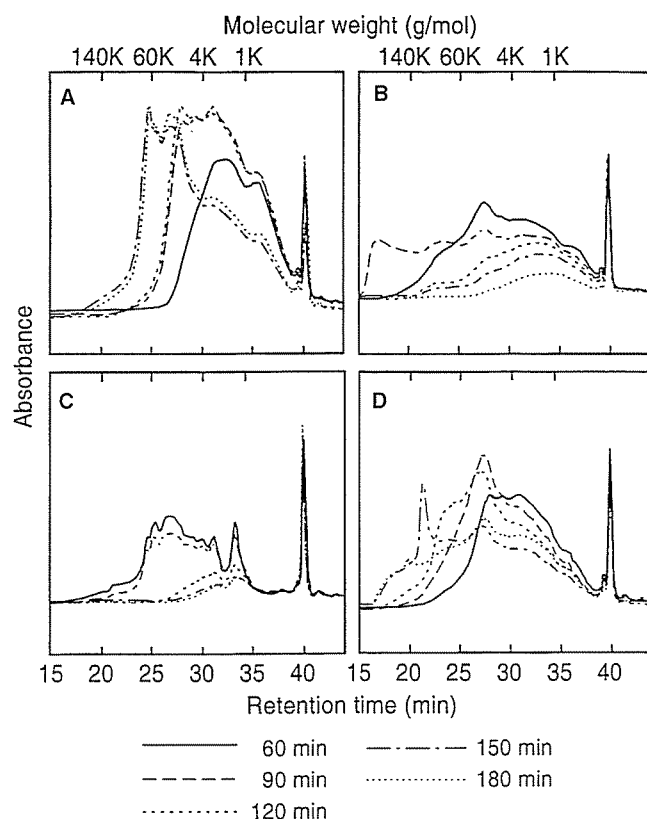 Molecular weight (g/mol)
140K 60K 4K 1K 140K 60K 4K 1K
A B
Absorbance
C D
15 20 25 30 35 40 15 20 25 30 35 40
Retention time (min)
60 min 150 min
90 min 180 min
120 min